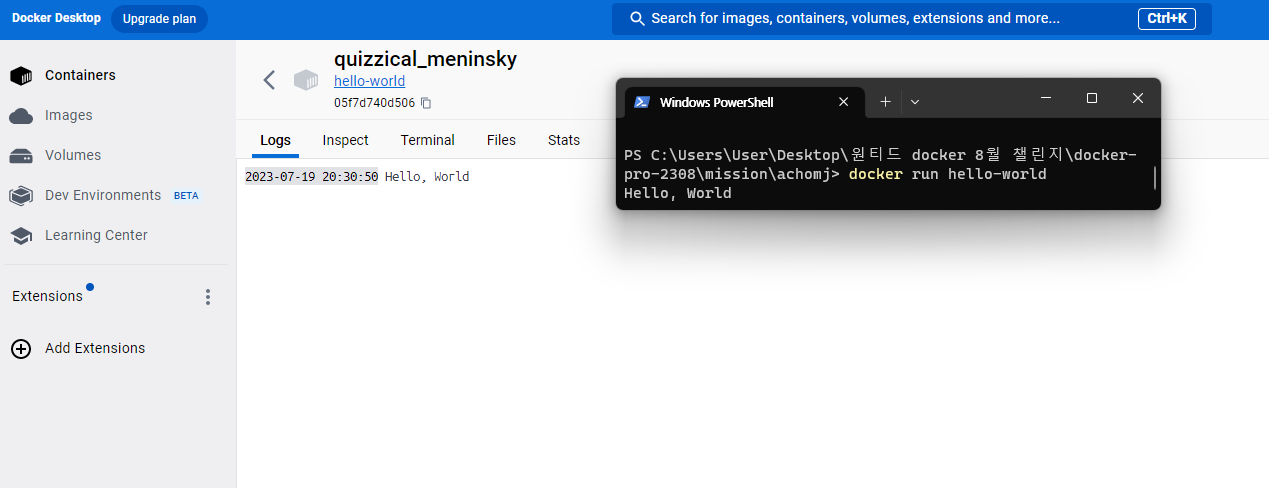 Docker Desktop
Upgrade plan
Search for images, containers, volumes, extensions and more...
Ctrl+K
Containers
Images
Volumes
Dev Environments BETA
Learning Center
Extensions
Add Extensions
quizzical_meninsky
hello-world
05f7d740d506
Logs Inspect Terminal Files Stats
2023-07-19 20:30:50 Hello, World
Windows PowerShell
PS C:\Users\User\Desktop\원티드 docker 8월 챌린지\docker-
pro-2308\mission\achomj> docker run hello-world
Hello, World